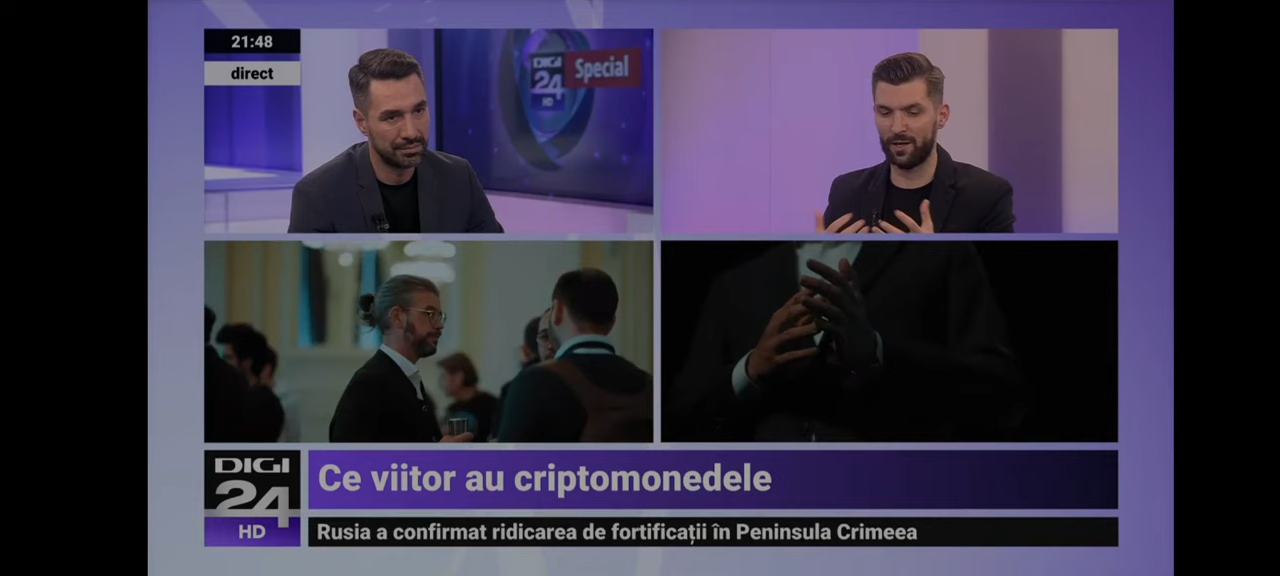 21:48
direct
DIGI
24
HD
Special
Ce viitor au criptomonedele
DIGI
24
HD
Rusia a confirmat ridicarea de fortificații în Peninsula Crimeea